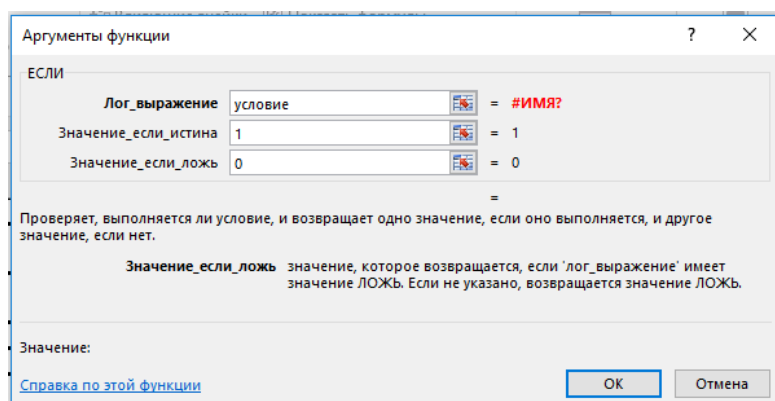 Аргументы функции ? ×
ЕСЛИ
Лог_выражение условие = #ИМЯ?
Значение_если_истина 1 = 1
Значение_если_ложь 0 = 0
=
Проверяет, выполняется ли условие, и возвращает одно значение, если оно выполняется, и другое
значение, если нет.
Значение_если_ложь значение, которое возвращается, если 'лог_выражение' имеет
значение ЛОЖЬ. Если не указано, возвращается значение ЛОЖЬ.
Значение:
Справка по этой функции ОК Отмена